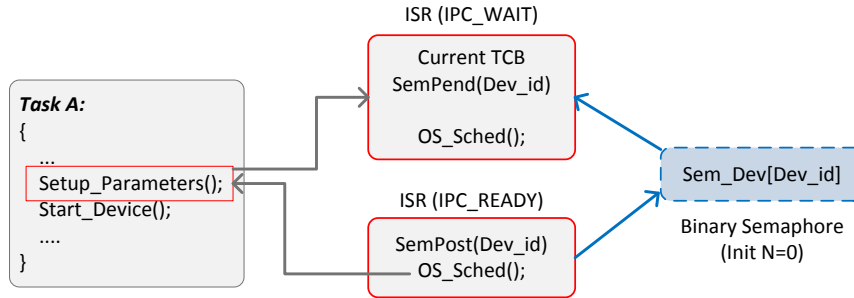 Task A:
{
...
Setup_Parameters();
Start_Device();
....
}
ISR (IPC_WAIT)
Current TCB
SemPend(Dev_id)
OS_Sched();
ISR (IPC_READY)
SemPost(Dev_id)
OS_Sched();
Sem_Dev[Dev_id]
Binary Semaphore
(Init N=0)